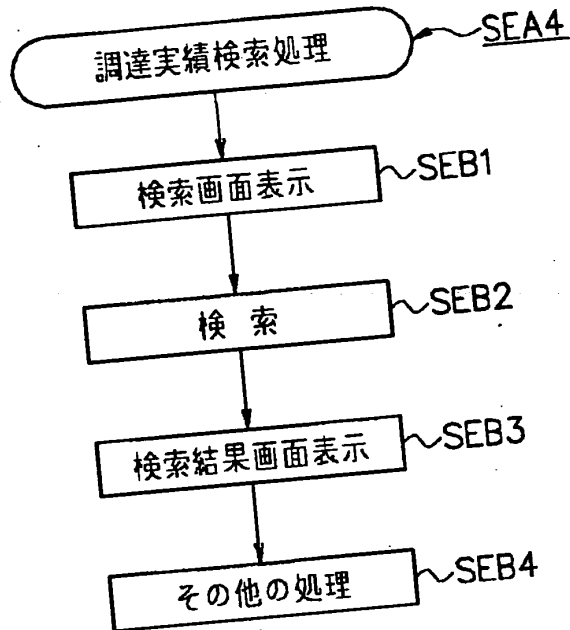 調達実績検索処理 SEA4
検索画面表示 SEB1
検 索 SEB2
検索結果画面表示 SEB3
その他の処理 SEB4